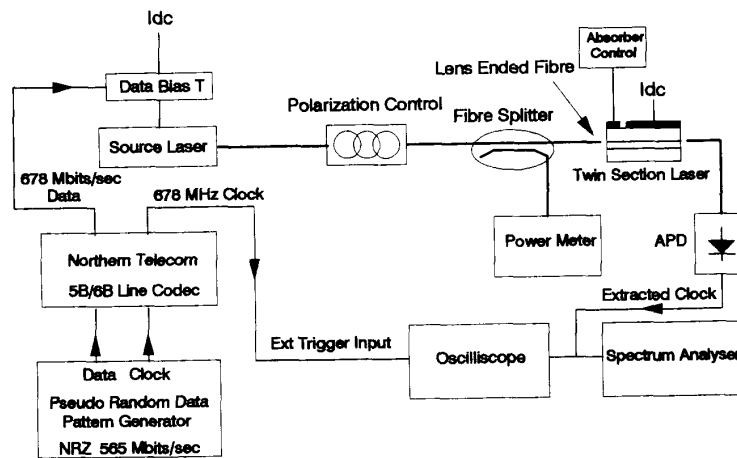 Idc
Data Bias T
Source Laser
Polarization Control
Fibre Splitter
Lens Ended Fibre
Absorber
Control
Idc
Twin Section Laser
678 Mbits/sec
Data
678 MHz Clock
Northern Telecom
5B/6B Line Codec
Power Meter
APD
Extracted Clock
Ext Trigger Input
Oscilliscope
Spectrum Analyser
Data Clock
Pseudo Random Data
Pattern Generator
NRZ 565 Mbits/sec